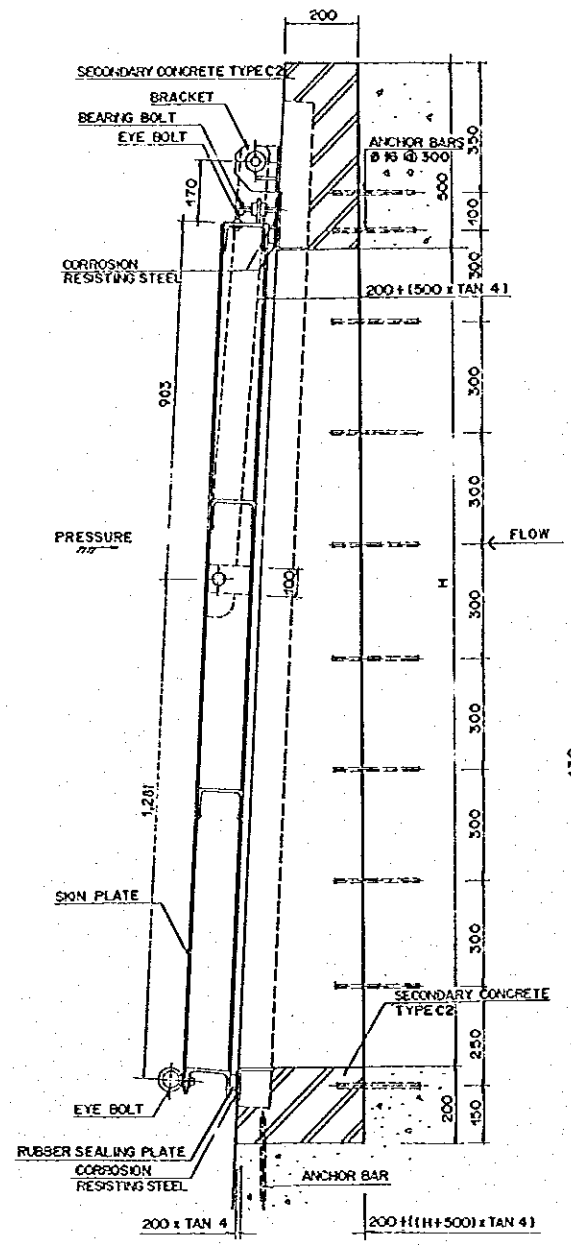 200
SECONDARY CONCRETE TYPE C2
BRACKET
BEARING BOLT
EYE BOLT
ANCHOR BARS
Ø 16 @ 300
350
500
170
100
300
CORROSION
RESISTING STEEL
200+(500 x TAN 4)
903
300
300
PRESSURE
FLOW
100
H
300
300
1,281
300
300
SKIN PLATE
SECONDARY CONCRETE
TYPE C2
250
EYE BOLT
200
150
RUBBER SEALING PLATE
CORROSION
RESISTING STEEL
ANCHOR BAR
200 x TAN 4
200+((H+500) x TAN 4)